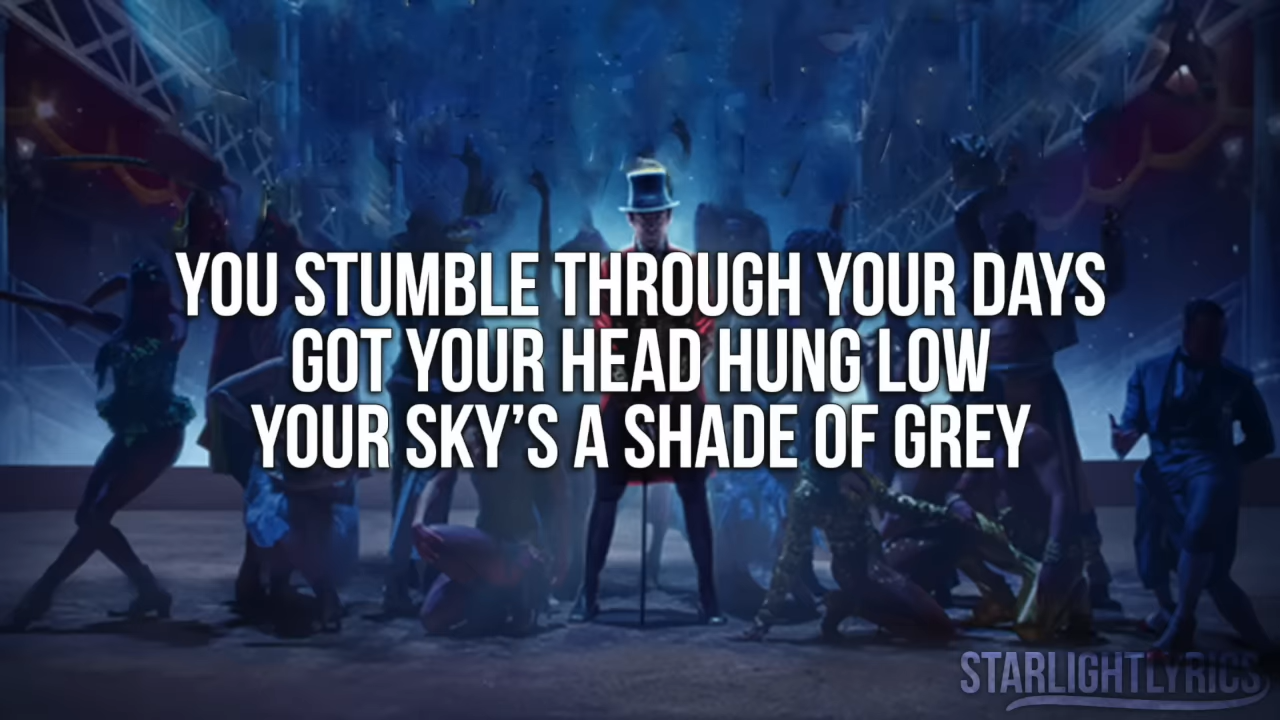 YOU STUMBLE THROUGH YOUR DAYS
GOT YOUR HEAD HUNG LOW
YOUR SKY'S A SHADE OF GREY
STARLIGHTLYRICS